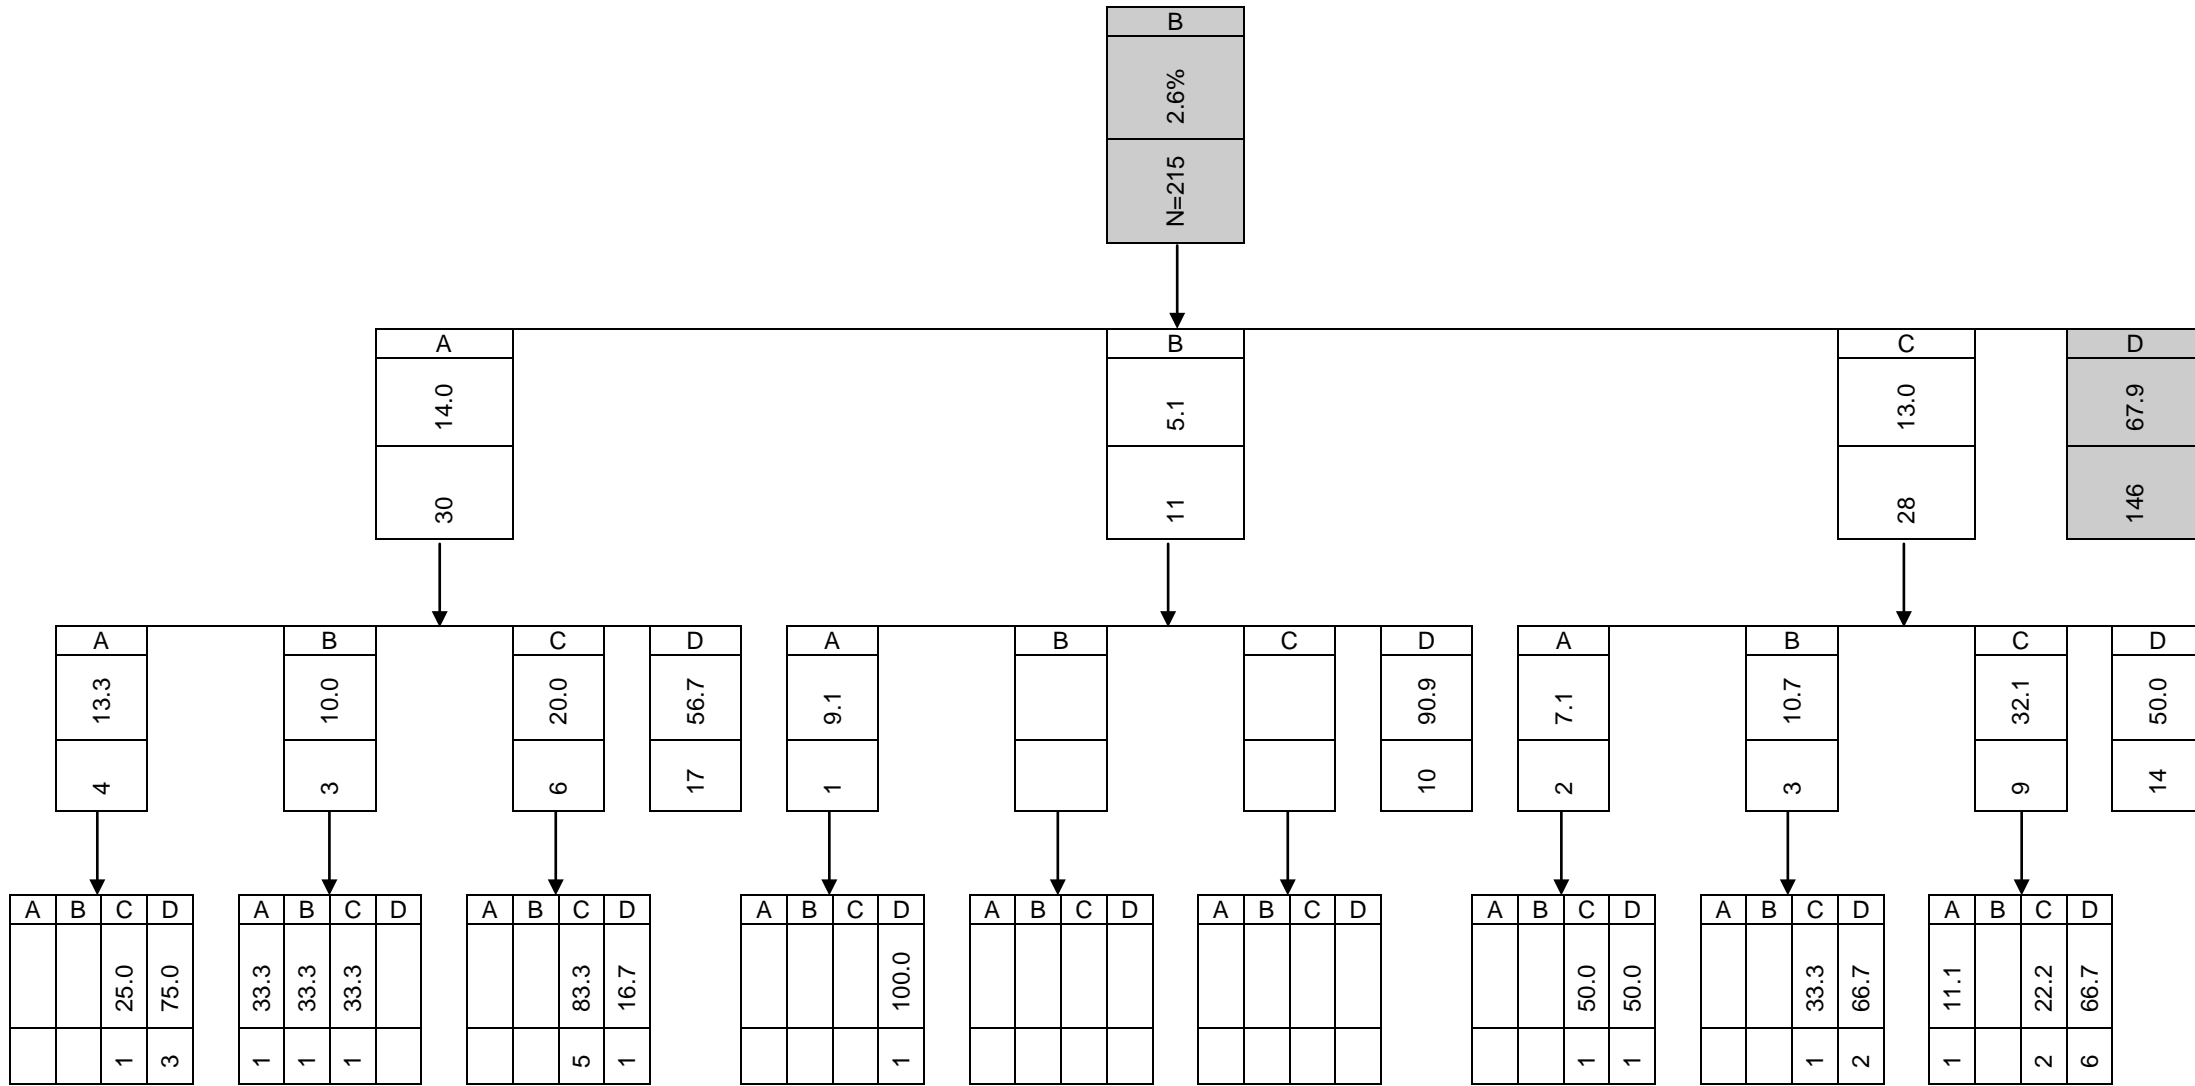 B
2.6%
N=215
A B C D
14.0 5.1 13.0 67.9
30 11 28 146
A B C D A B C D A B C D
13.3 10.0 20.0 56.7 9.1 90.9 7.1 10.7 32.1 50.0
4 3 6 17 1 10 2 3 9 14
A B C D A B C D A B C D A B C D A B C D A B C D A B C D A B C D A B C D
25.0 75.0 33.3 33.3 33.3 83.3 16.7 100.0 50.0 50.0 33.3 66.7 11.1 22.2 66.7
1 3 1 1 1 5 1 1 1 1 1 2 1 2 6